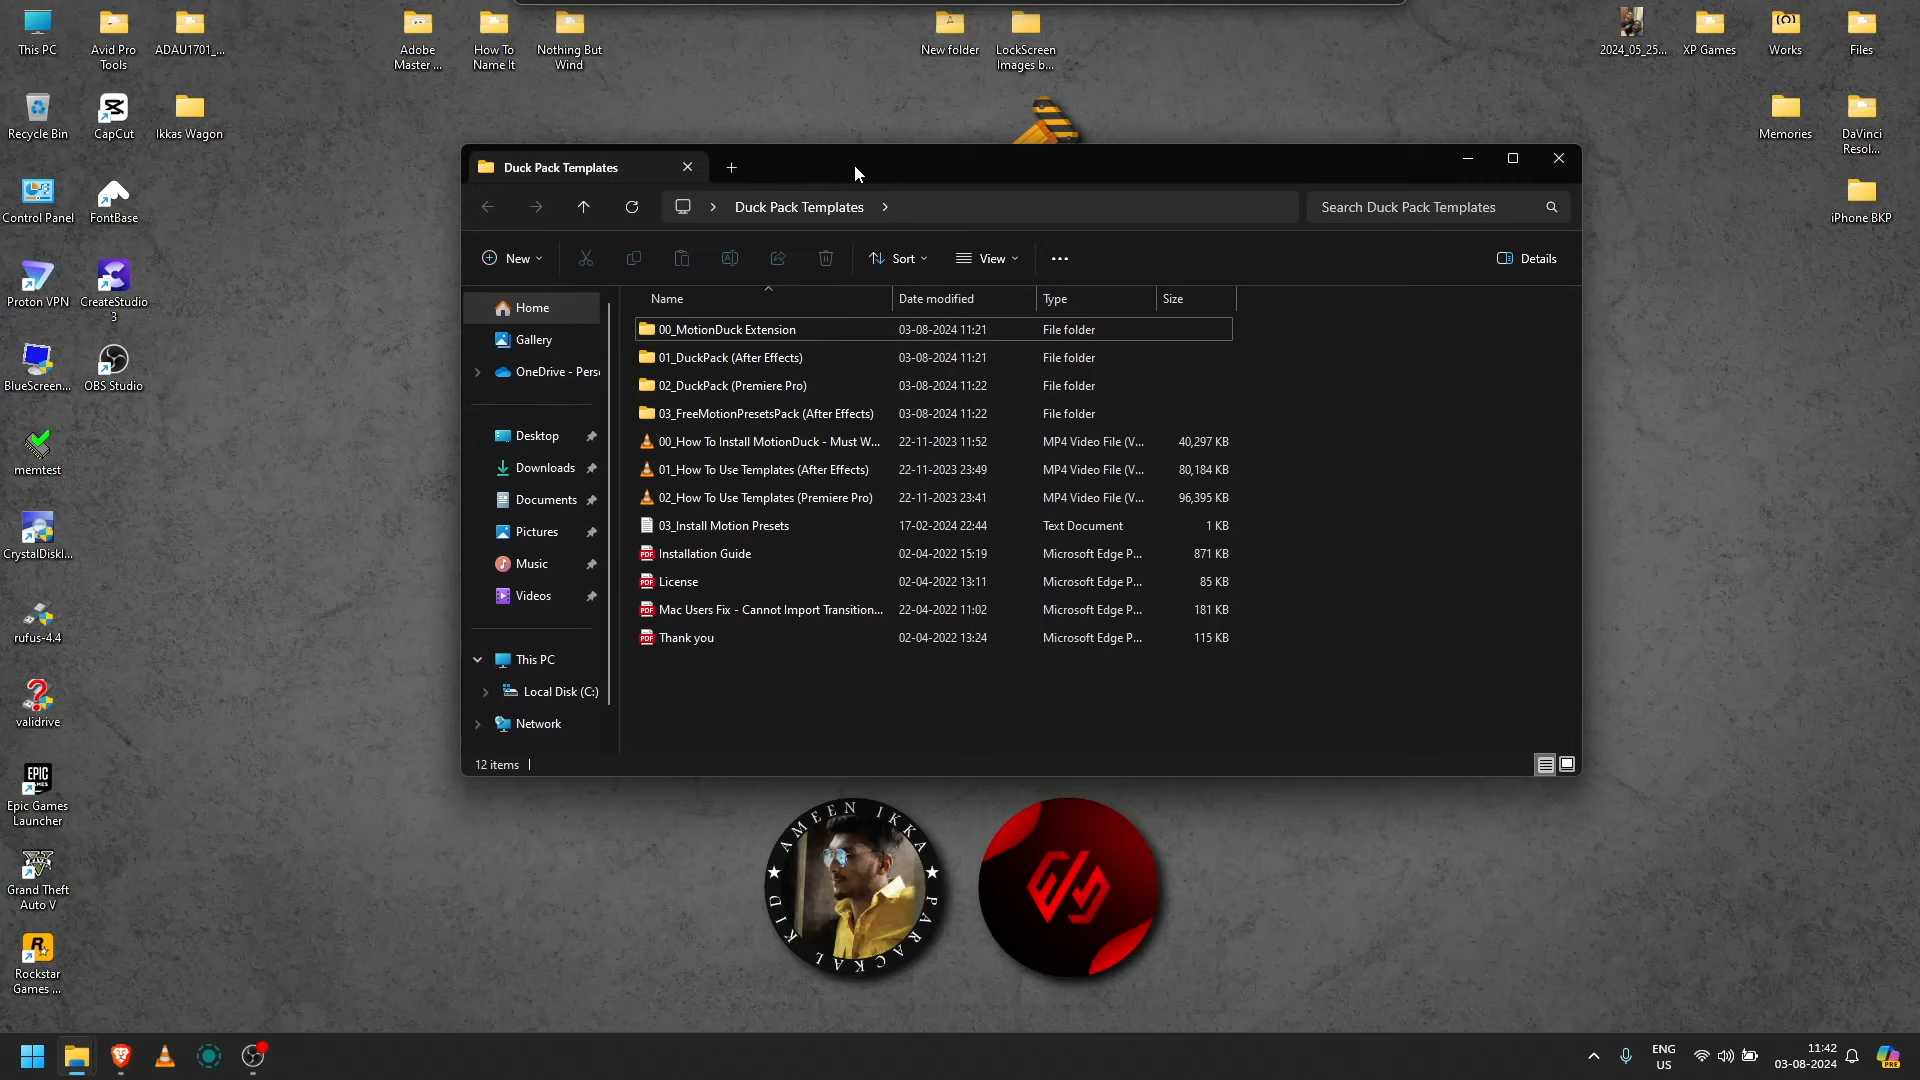 This PC
Avid Pro
Tools
ADAU1701_...
Adobe
Master ...
How To
Name It
Nothing But
Wind
New folder
LockScreen
Images b...
2024_05_25...
XP Games
Works
Files
Recycle Bin
CapCut
Ikkas Wagon
Memories
DaVinci
Resol...
Control Panel
FontBase
iPhone BKP
Proton VPN
CreateStudio
3
BlueScreen...
OBS Studio
memtest
CrystalDiskI...
rufus-4.4
validrive
EPIC
GAMES
Epic Games
Launcher
Grand Theft
Auto V
Rockstar
Games ...
Duck Pack Templates
Duck Pack Templates
Search Duck Pack Templates
New
Sort
View
Details
Home
Gallery
OneDrive - Pers
Desktop
Downloads
Documents
Pictures
Music
Videos
This PC
Local Disk (C:)
Network
Name Date modified Type Size
00_MotionDuck Extension 03-08-2024 11:21 File folder
01_DuckPack (After Effects) 03-08-2024 11:21 File folder
02_DuckPack (Premiere Pro) 03-08-2024 11:22 File folder
03_FreeMotionPresetsPack (After Effects) 03-08-2024 11:22 File folder
00_How To Install MotionDuck - Must W... 22-11-2023 11:52 MP4 Video File (V... 40,297 KB
01_How To Use Templates (After Effects) 22-11-2023 23:49 MP4 Video File (V... 80,184 KB
02_How To Use Templates (Premiere Pro) 22-11-2023 23:41 MP4 Video File (V... 96,395 KB
03_Install Motion Presets 17-02-2024 22:44 Text Document 1 KB
Installation Guide 02-04-2022 15:19 Microsoft Edge P... 871 KB
License 02-04-2022 13:11 Microsoft Edge P... 85 KB
Mac Users Fix - Cannot Import Transition... 22-04-2022 11:02 Microsoft Edge P... 181 KB
Thank you 02-04-2022 13:24 Microsoft Edge P... 115 KB
12 items
AMEEN IKKA
PARACKAL KID
ENG
US
11:42
03-08-2024